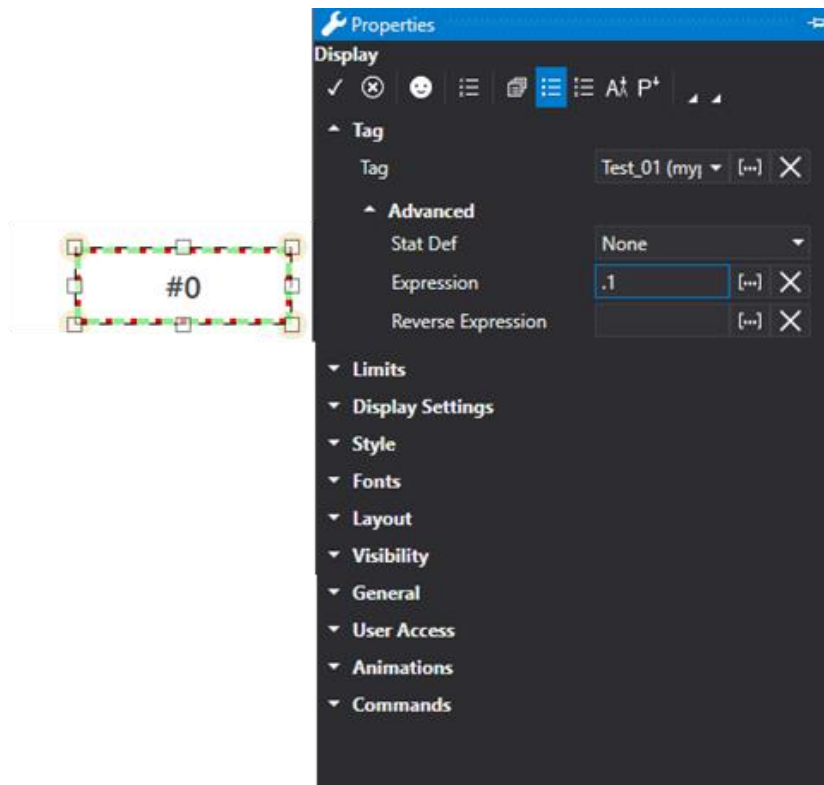 Properties
Display
Tag
Tag Test_01 (myp
Advanced
Stat Def None
#0
Expression .1
Reverse Expression
Limits
Display Settings
Style
Fonts
Layout
Visibility
General
User Access
Animations
Commands